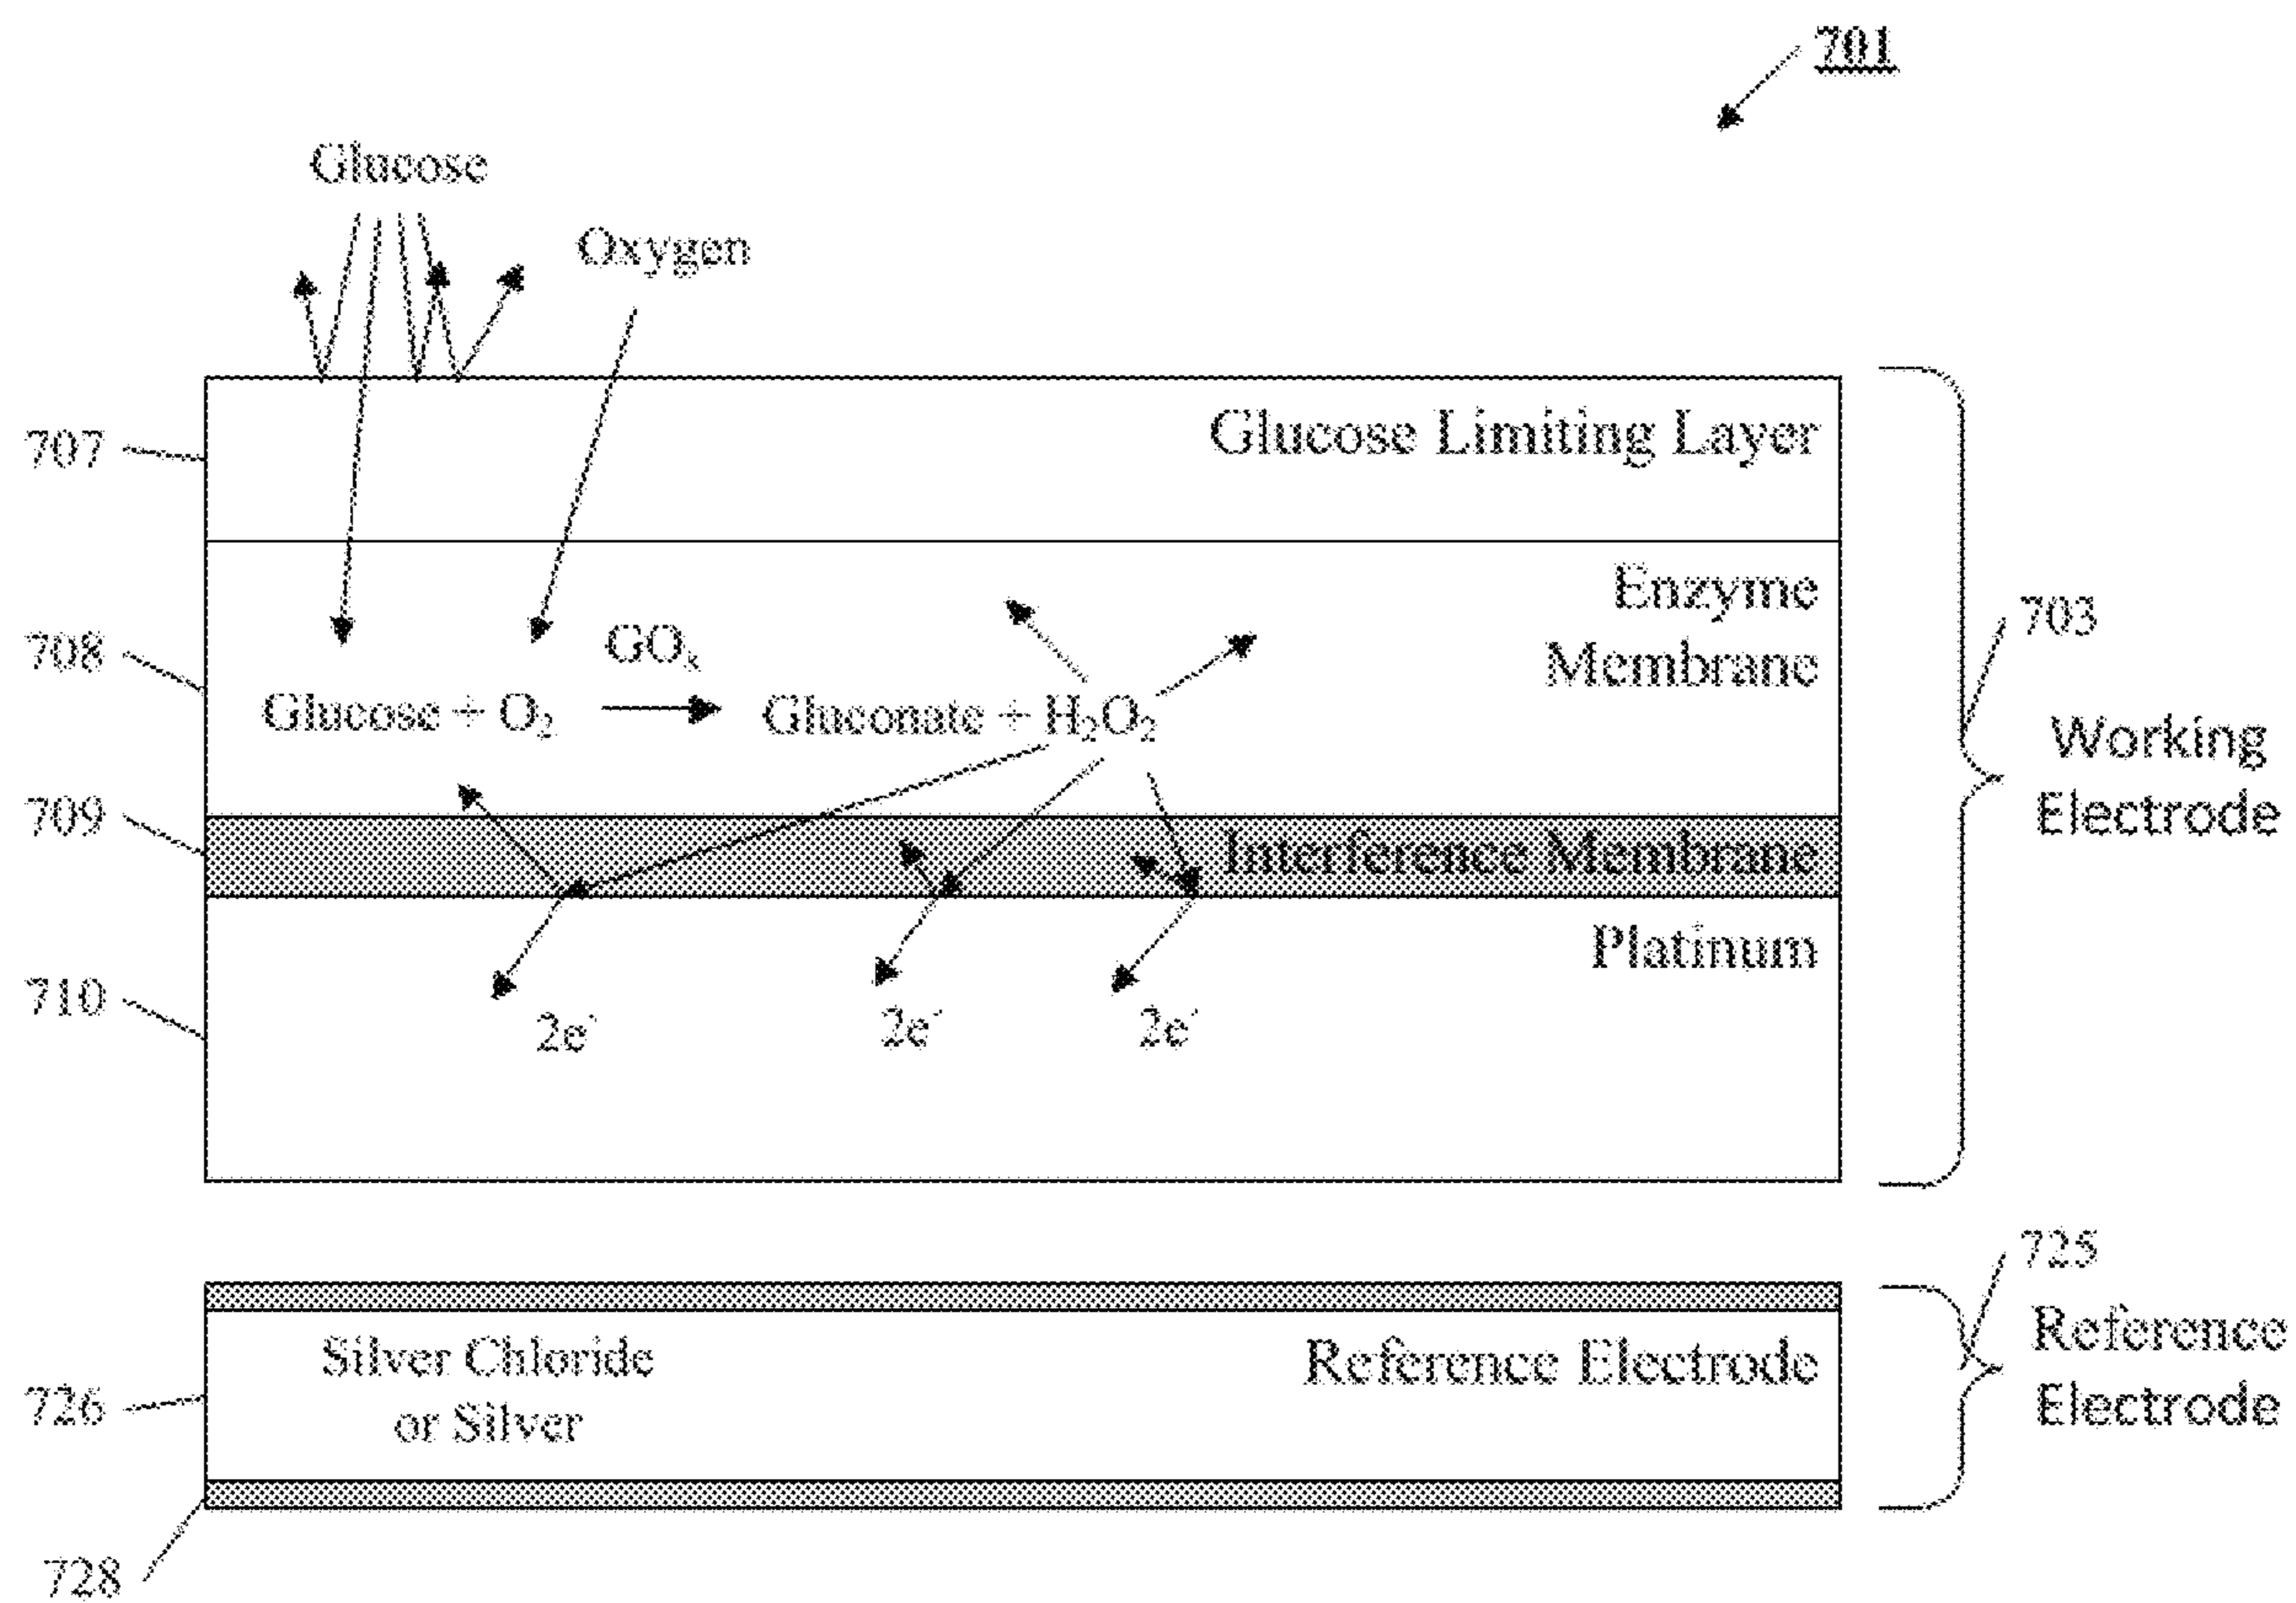 701
Glucose
Oxygen
707
Glucose Limiting Layer
Enzyme
Membrane
703
708
GOₓ
Glucose + O₂
Gluconate + H₂O₂
Working
Electrode
709
Interference Membrane
Platinum
710
2e⁻
2e⁻
2e⁻
725
Silver Chloride
or Silver
Reference Electrode
Reference
Electrode
726
728